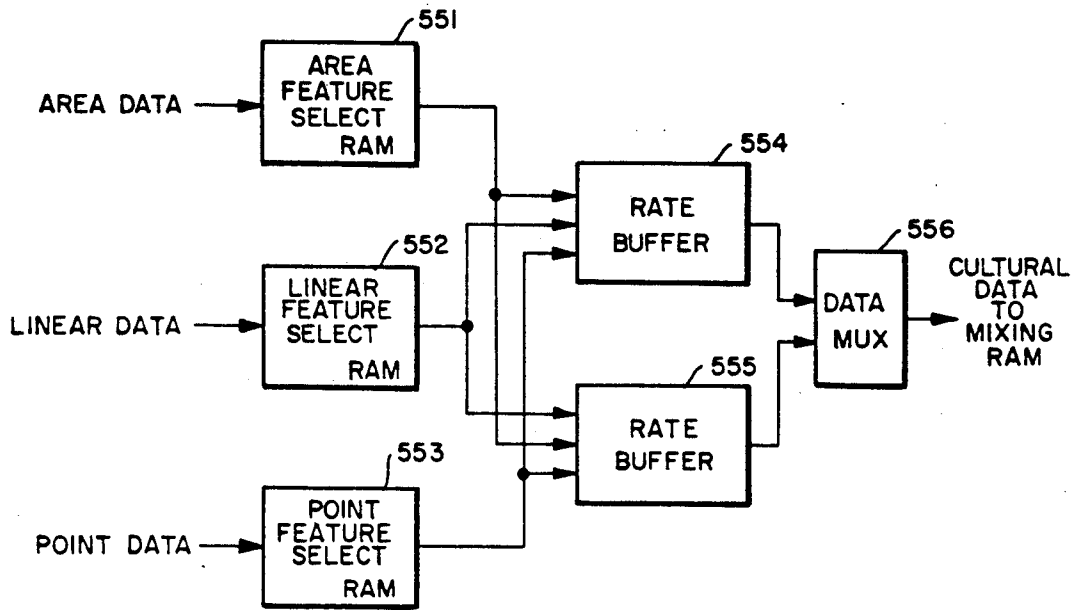 551
AREA
FEATURE
SELECT
RAM
AREA DATA
554
RATE
BUFFER
552
LINEAR
FEATURE
SELECT
RAM
LINEAR DATA
556
DATA
MUX
CULTURAL
DATA
TO
MIXING
RAM
555
RATE
BUFFER
553
POINT
FEATURE
SELECT
RAM
POINT DATA